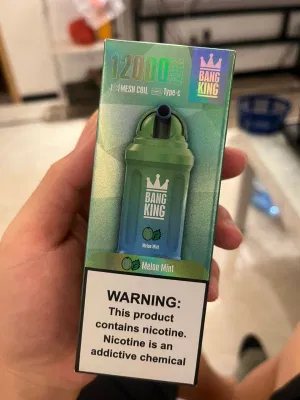 12000
BANG
KING
MESH COIL Type-c
BANG
KING
Melon Mint
Melon Mint
WARNING:
This product
contains nicotine.
Nicotine is an
addictive chemical